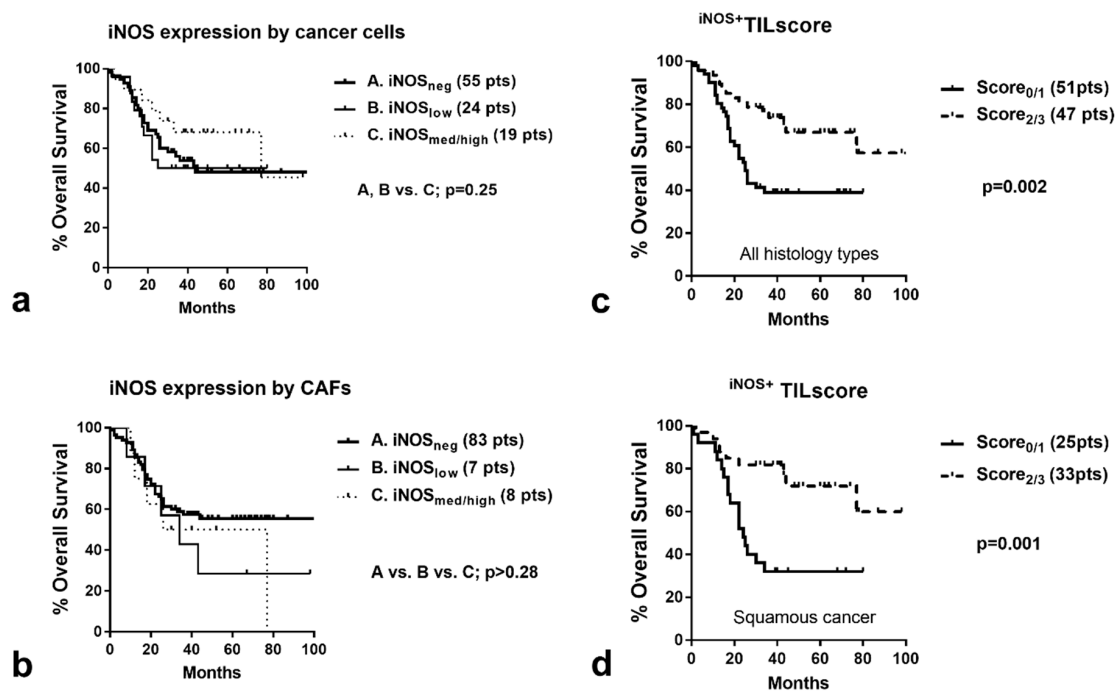 iNOS expression by cancer cells
% Overall Survival
100
80
60
40
20
0
0 20 40 60 80 100
Months
A. iNOSneg (55 pts)
B. iNOSlow (24 pts)
C. iNOSmed/high (19 pts)
A, B vs. C; p=0.25
a
iNOS expression by CAFs
% Overall Survival
100
80
60
40
20
0
0 20 40 60 80 100
Months
A. iNOSneg (83 pts)
B. iNOSlow (7 pts)
C. iNOSmed/high (8 pts)
A vs. B vs. C; p>0.28
b
iNOS+TILscore
% Overall Survival
100
80
60
40
20
0
0 20 40 60 80 100
Months
Score0/1 (51pts)
Score2/3 (47 pts)
p=0.002
All histology types
c
iNOS+ TILscore
% Overall Survival
100
80
60
40
20
0
0 20 40 60 80 100
Months
Score0/1 (25pts)
Score2/3 (33pts)
p=0.001
Squamous cancer
d